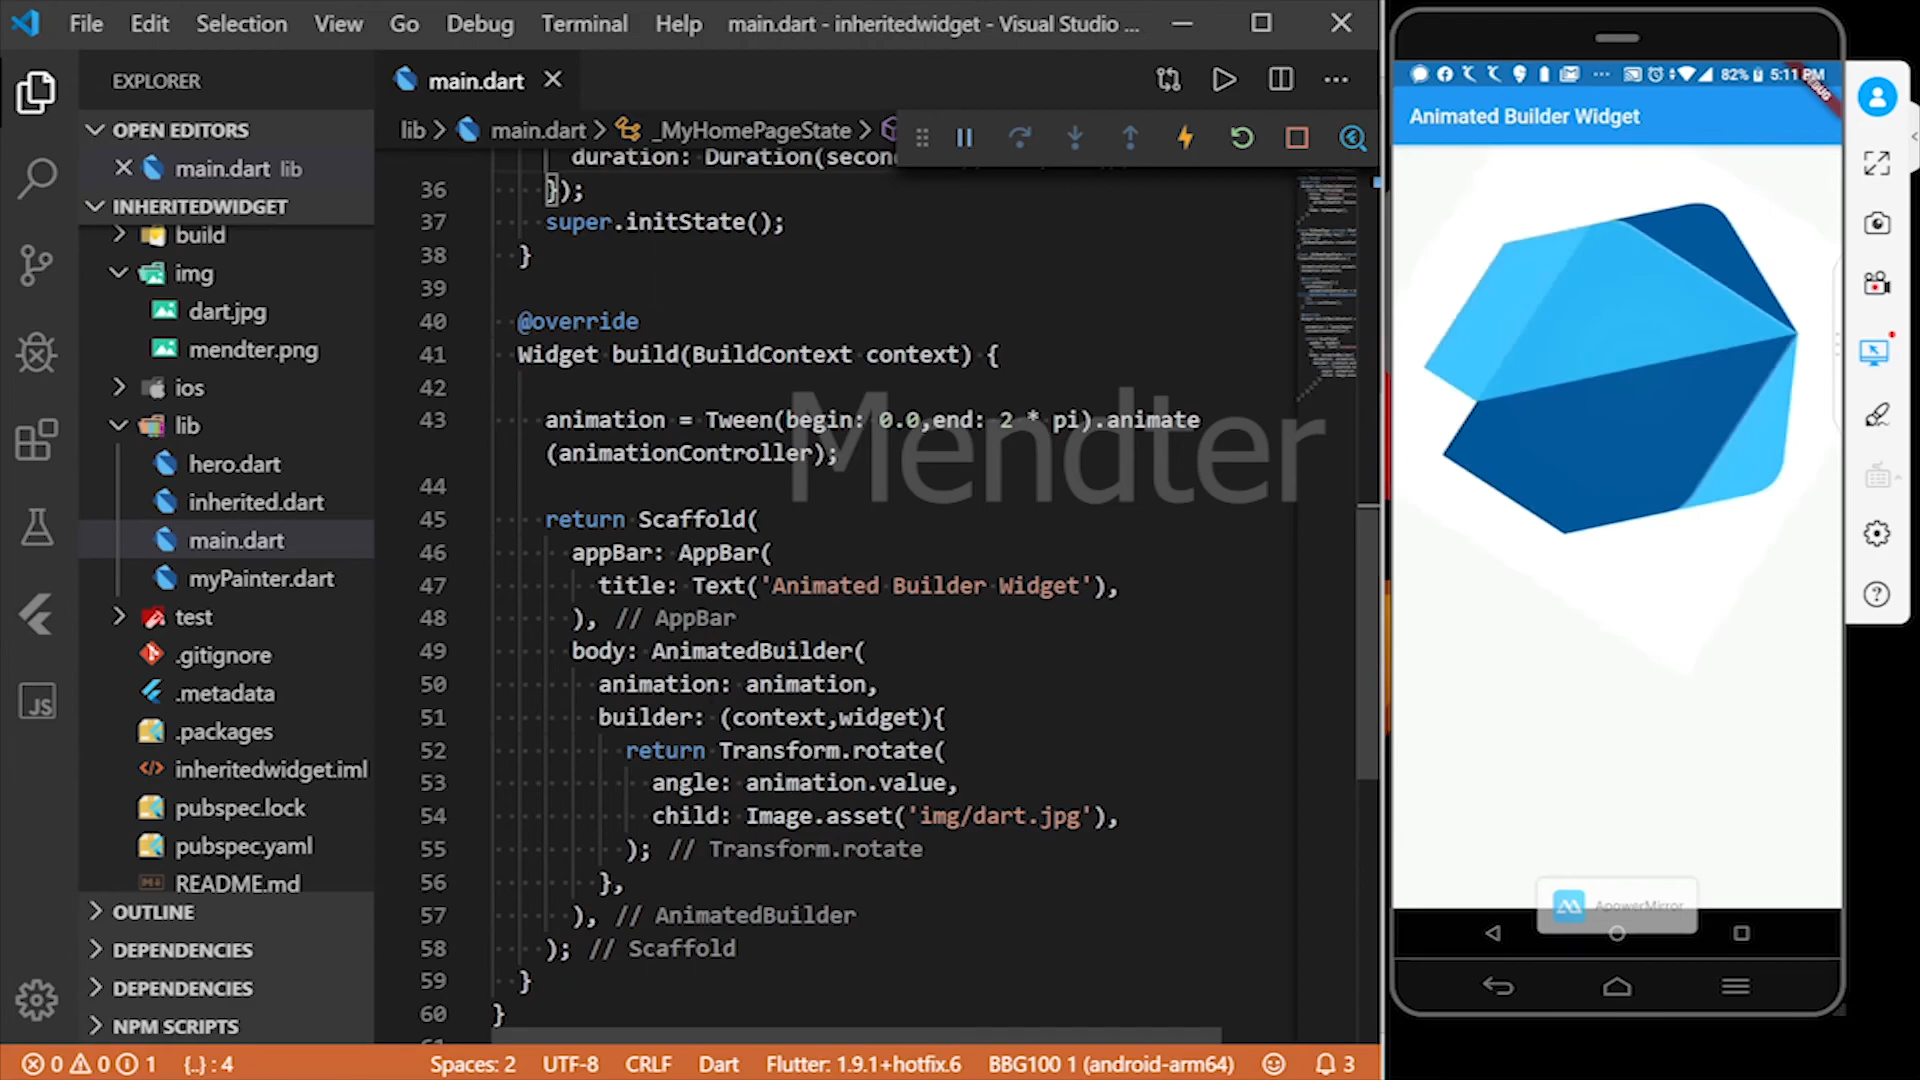 File Edit Selection View Go Debug Terminal Help main.dart - inheritedwidget - Visual Studio ...
EXPLORER
OPEN EDITORS
main.dart lib
INHERITEDWIDGET
build
img
dart.jpg
mendter.png
ios
lib
hero.dart
inherited.dart
main.dart
myPainter.dart
test
.gitignore
.metadata
.packages
inheritedwidget.iml
pubspec.lock
pubspec.yaml
README.md
OUTLINE
DEPENDENCIES
DEPENDENCIES
NPM SCRIPTS
main.dart
lib > main.dart > _MyHomePageState >
duration: Duration(secon
36 });
37 super.initState();
38 }
39
40 @override
41 Widget build(BuildContext context) {
42
43 animation = Tween(begin: 0.0,end: 2 * pi).animate
(animationController);
44
45 return Scaffold(
46 appBar: AppBar(
47 title: Text('Animated Builder Widget'),
48 ), // AppBar
49 body: AnimatedBuilder(
50 animation: animation,
51 builder: (context,widget){
52 return Transform.rotate(
53 angle: animation.value,
54 child: Image.asset('img/dart.jpg'),
55 ); // Transform.rotate
56 },
57 ), // AnimatedBuilder
58 ); // Scaffold
59 }
60 }
Mendter
0 0 1 {..} : 4 Spaces: 2 UTF-8 CRLF Dart Flutter: 1.9.1+hotfix.6 BBG100 1 (android-arm64) 3
82% 5:11 PM
Animated Builder Widget
ApowerMirror
JS